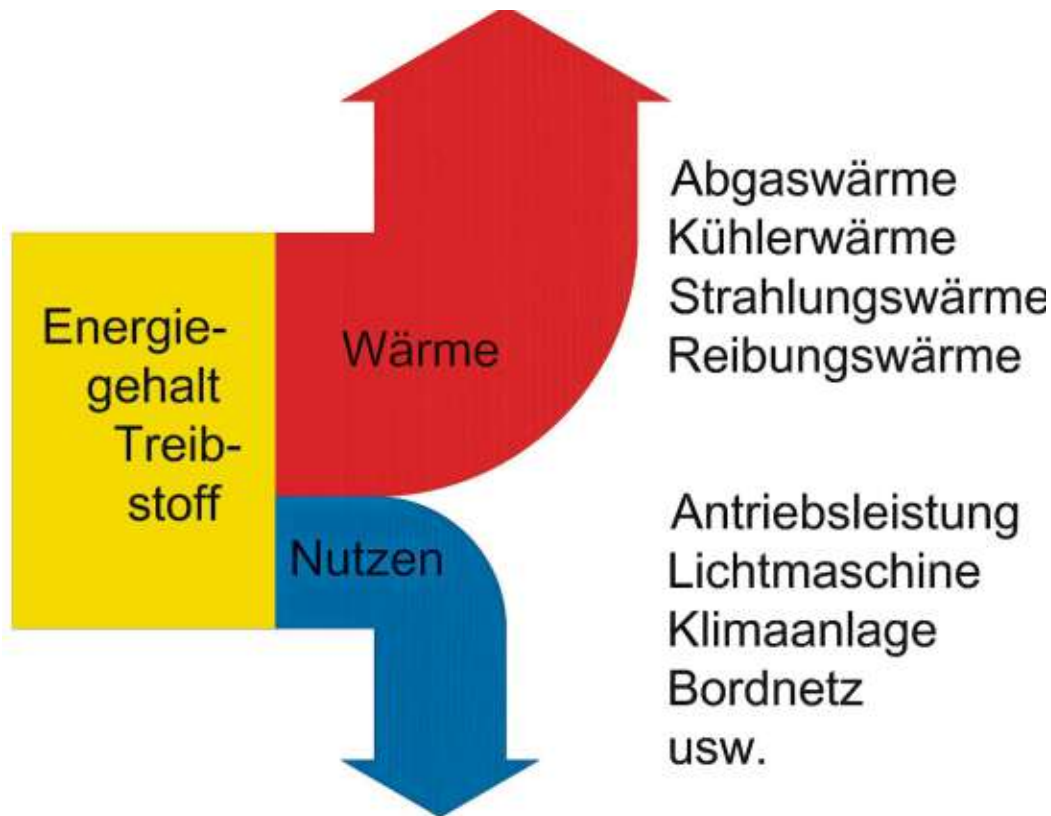 Energie-
gehalt
Treib-
stoff
Wärme
Nutzen
Abgaswärme
Kühlerwärme
Strahlungswärme
Reibungswärme
Antriebsleistung
Lichtmaschine
Klimaanlage
Bordnetz
usw.